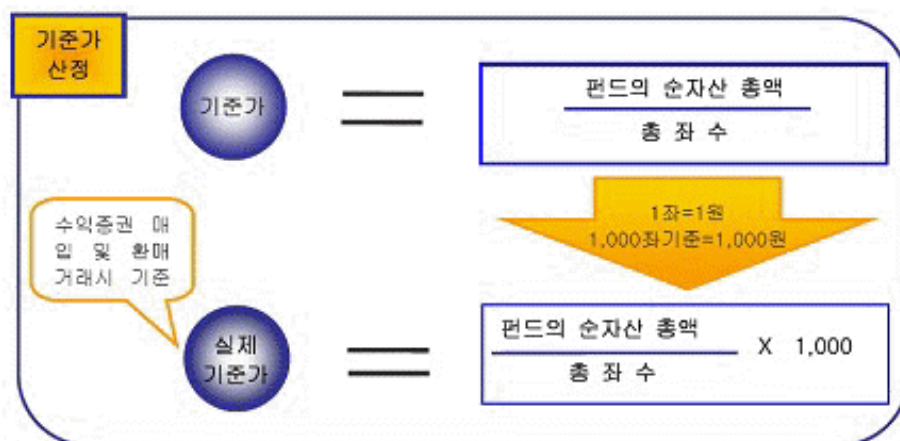 기준가
산정
기준가
펀드의 순자산 총액
총 좌 수
1좌=1원
1,000좌기준=1,000원
수익증권 매
입 및 환매
거래시 기준
실제
기준가
펀드의 순자산 총액
총 좌 수
X 1,000